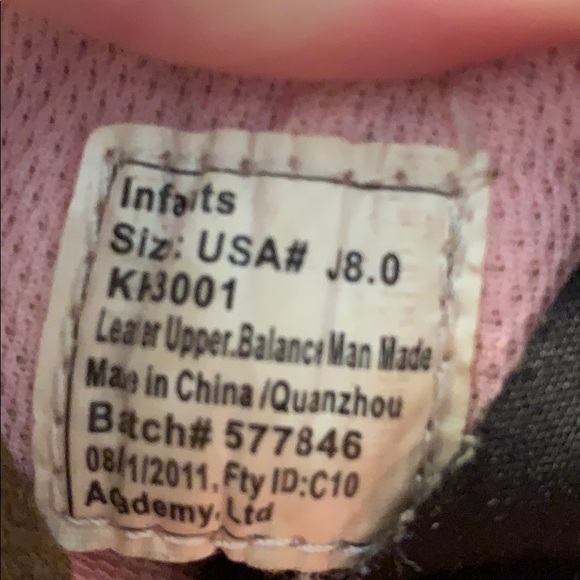 Infants
Size: USA# J8.0
KB001
Leather Upper.Balance Man Made
Made in China /Quanzhou
Batch# 577846
08/1/2011. Fty ID:C10
Academy, Ltd